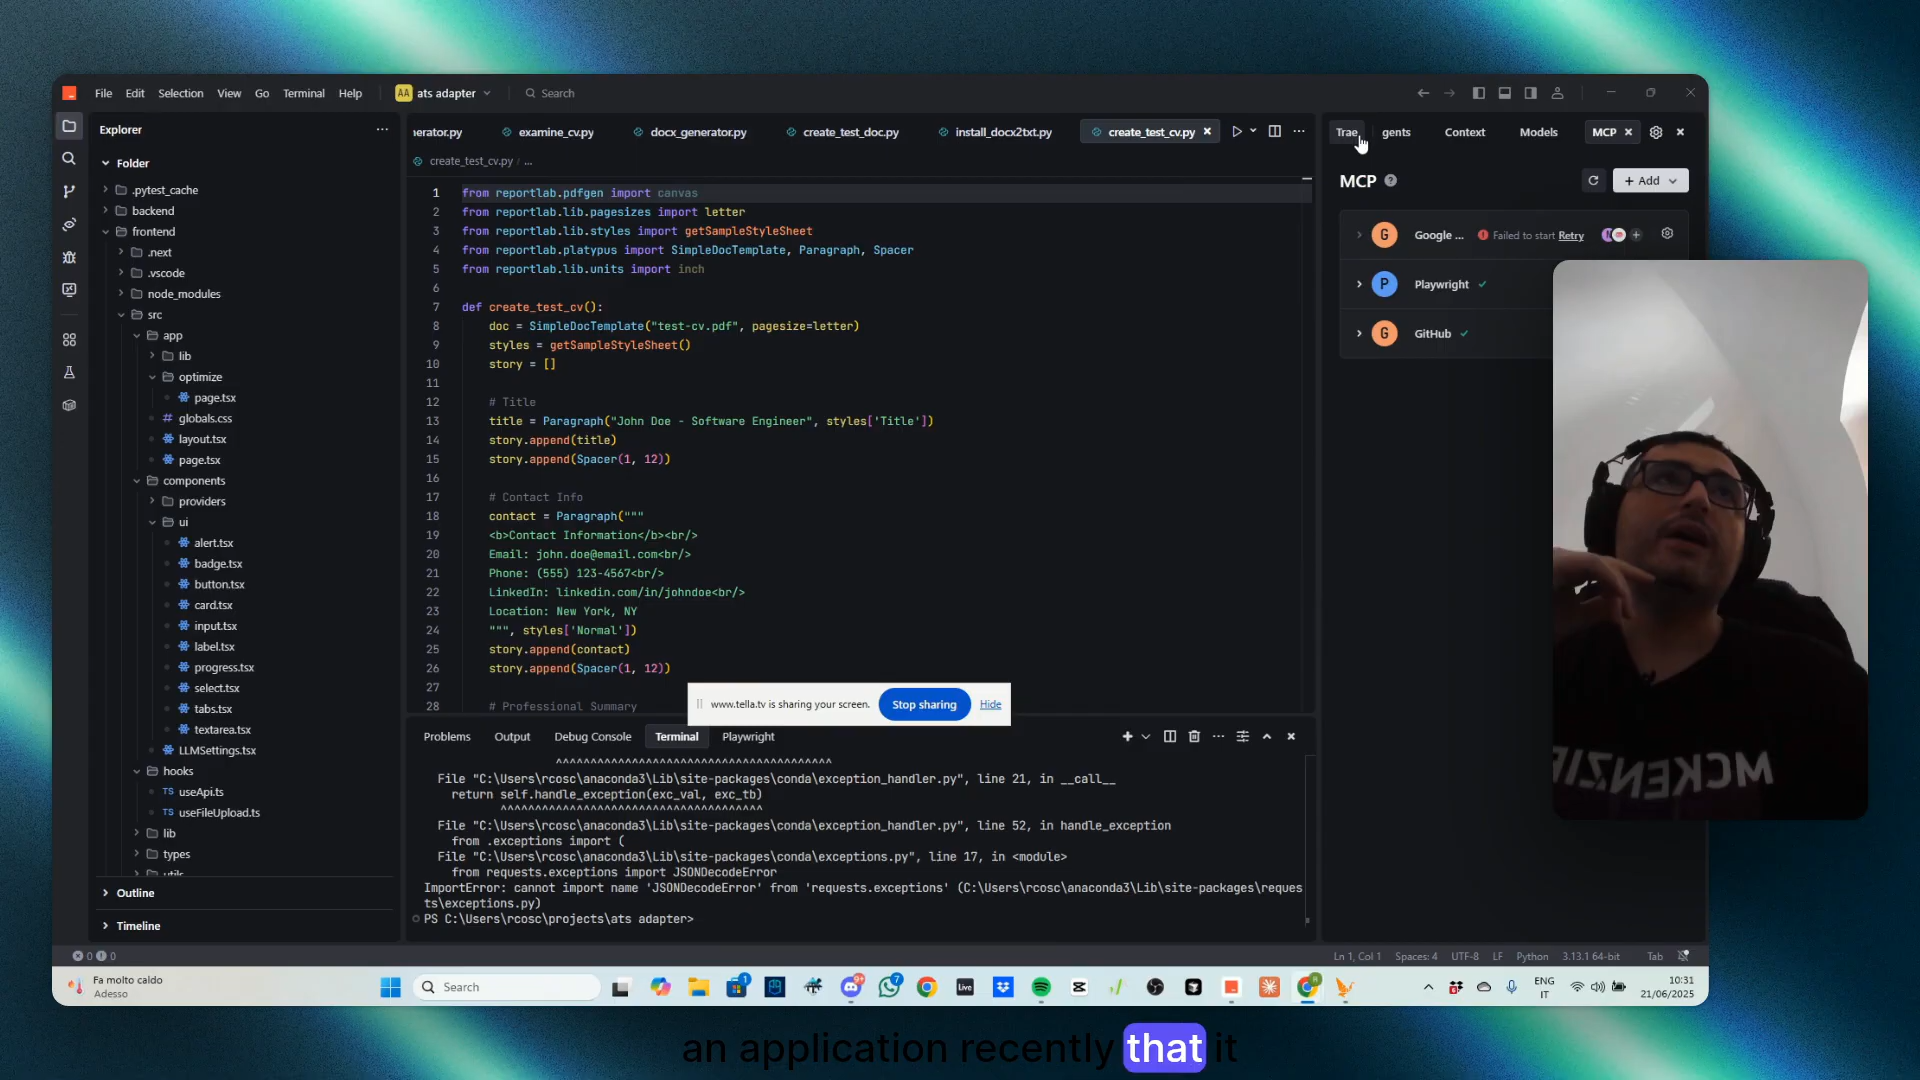 File Edit Selection View Go Terminal Help AA ats adapter Search
Explorer
Folder
.pytest_cache
backend
frontend
.next
.vscode
node_modules
src
app
lib
optimize
page.tsx
# globals.css
layout.tsx
page.tsx
components
providers
ui
alert.tsx
badge.tsx
button.tsx
card.tsx
input.tsx
label.tsx
progress.tsx
select.tsx
tabs.tsx
textarea.tsx
LLMSettings.tsx
hooks
TS useApi.ts
TS useFileUpload.ts
lib
types
utils
Outline
Timeline
nerator.py examine_cv.py docx_generator.py create_test_doc.py install_docx2txt.py create_test_cv.py
create_test_cv.py / ...
1 from reportlab.pdfgen import canvas
2 from reportlab.lib.pagesizes import letter
3 from reportlab.lib.styles import getSampleStyleSheet
4 from reportlab.platypus import SimpleDocTemplate, Paragraph, Spacer
5 from reportlab.lib.units import inch
6
7 def create_test_cv():
8 doc = SimpleDocTemplate("test-cv.pdf", pagesize=letter)
9 styles = getSampleStyleSheet()
10 story = []
11
12 # Title
13 title = Paragraph("John Doe - Software Engineer", styles['Title'])
14 story.append(title)
15 story.append(Spacer(1, 12))
16
17 # Contact Info
18 contact = Paragraph("""
19 <b>Contact Information</b><br/>
20 Email: john.doe@email.com<br/>
21 Phone: (555) 123-4567<br/>
22 LinkedIn: linkedin.com/in/johndoe<br/>
23 Location: New York, NY
24 """, styles['Normal'])
25 story.append(contact)
26 story.append(Spacer(1, 12))
27
28 # Professional Summary
www.tella.tv is sharing your screen. Stop sharing Hide
Problems Output Debug Console Terminal Playwright
^^^^^^^^^^^^^^^^^^^^^^^^^^^^^^^^^^^^^^^
File "C:\Users\rcosc\anaconda3\Lib\site-packages\conda\exception_handler.py", line 21, in __call__
return self.handle_exception(exc_val, exc_tb)
^^^^^^^^^^^^^^^^^^^^^^^^^^^^^^^^^^^^^
File "C:\Users\rcosc\anaconda3\Lib\site-packages\conda\exception_handler.py", line 52, in handle_exception
from .exceptions import (
File "C:\Users\rcosc\anaconda3\Lib\site-packages\conda\exceptions.py", line 17, in <module>
from requests.exceptions import JSONDecodeError
ImportError: cannot import name 'JSONDecodeError' from 'requests.exceptions' (C:\Users\rcosc\anaconda3\Lib\site-packages\reques
ts\exceptions.py)
PS C:\Users\rcosc\projects\ats adapter>
Trae gents Context Models MCP
MCP ?
+ Add
G Google ... Failed to start Retry
P Playwright
G GitHub
MCKENZIE
0 0
Ln 1, Col 1 Spaces: 4 UTF-8 LF Python 3.13.1 64-bit Tab
Fa molto caldo
Adesso
Search
Live
ENG
IT
10:31
21/06/2025
an application recently that it